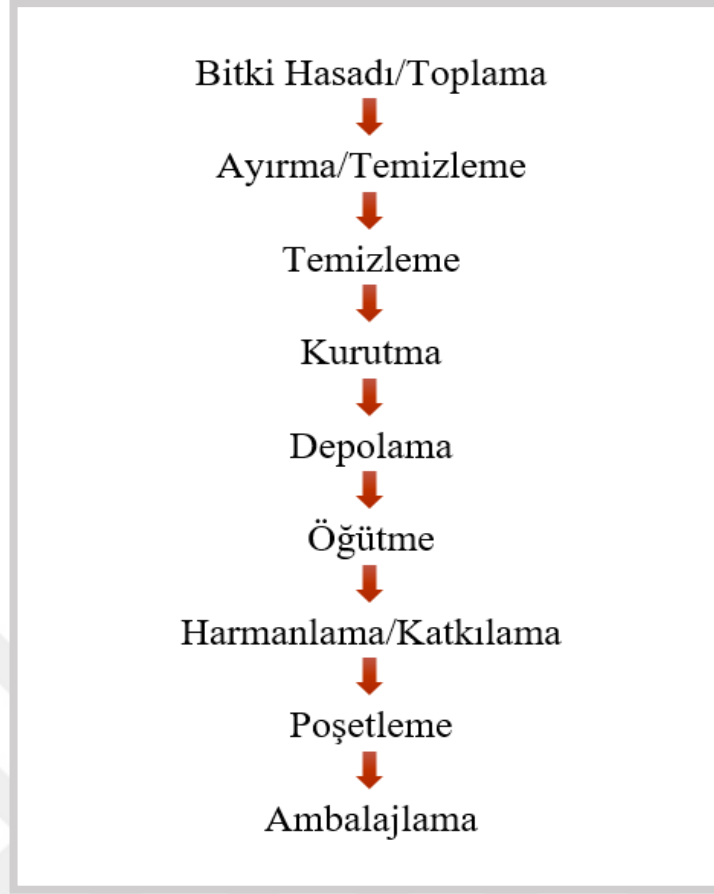 Bitki Hasadı/Toplama
Ayırma/Temizleme
Temizleme
Kurutma
Depolama
Öğütme
Harmanlama/Katkılama
Poşetleme
Ambalajlama